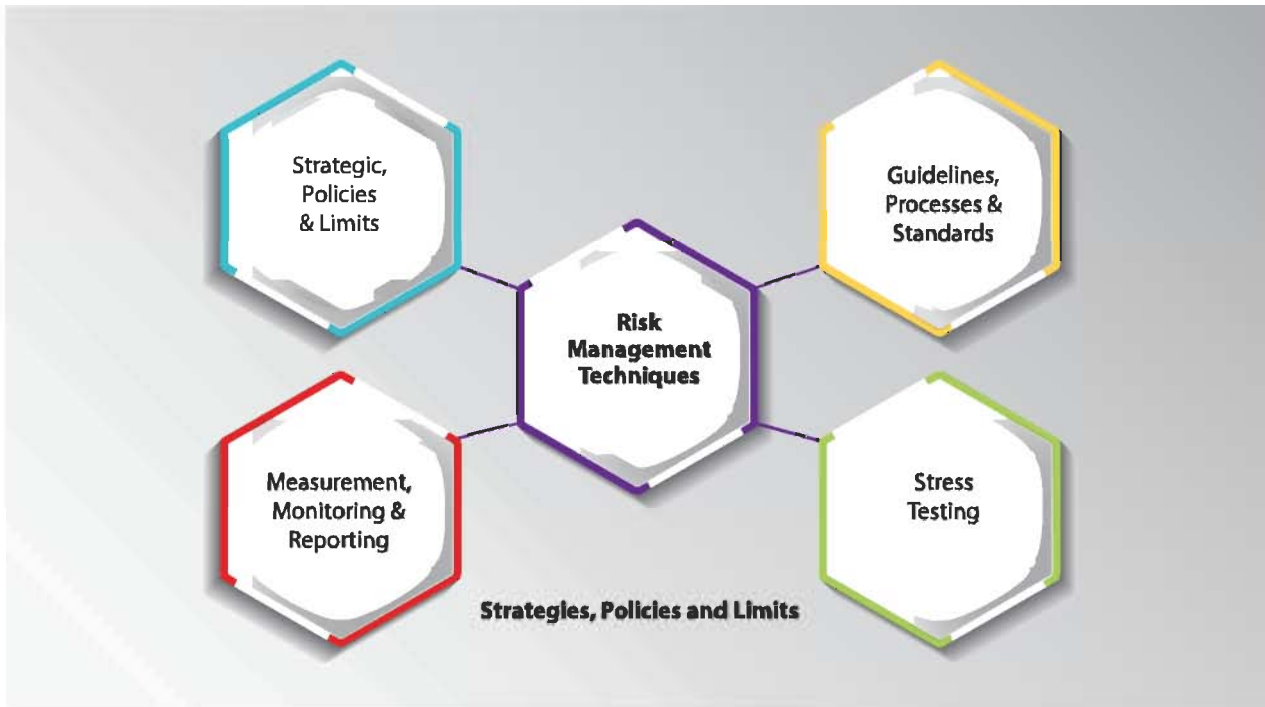 Strategic,
Policies
& Limits
Guidelines,
Processes &
Standards
Risk
Management
Techniques
Measurement,
Monitoring &
Reporting
Stress
Testing
Strategies, Policies and Limits